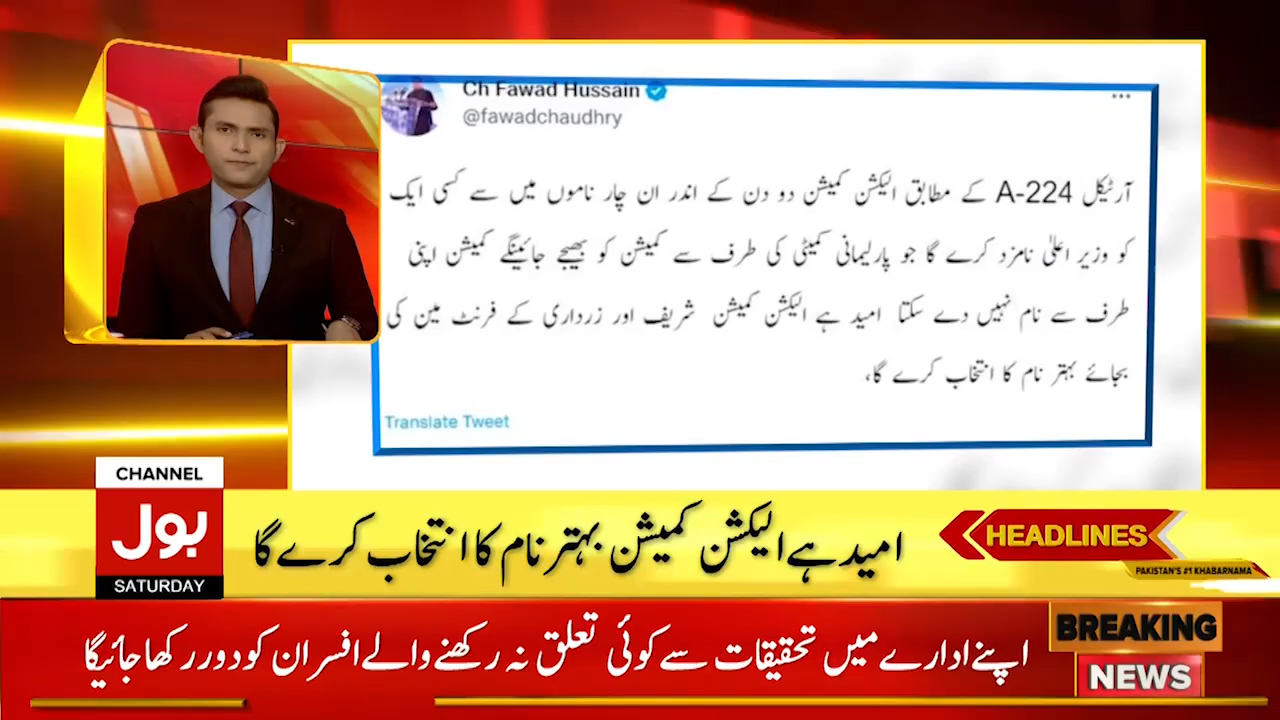 Ch Fawad Hussain
@fawadchaudhry
آرٹیکل 224-A کے مطابق الیکشن کمیشن دو دن کے اندر ان چار ناموں میں سے کسی ایک
کو وزیر اعلیٰ نامزد کرے گا جو پارلیمانی کمیٹی کی طرف سے کمیشن کو بھیجے جائینگے کمیشن اپنی
طرف سے نام نہیں دے سکتا امید ہے الیکشن کمیشن شریف اور زرداری کے فرنٹ مین کی
بجائے بہتر نام کا انتخاب کرے گا،
Translate Tweet
CHANNEL
بول
SATURDAY
امید ہے الیکشن کمیشن بہتر نام کا انتخاب کرے گا
HEADLINES
PAKISTAN'S #1 KHABARNAMA
اپنے ادارے میں تحقیقات سے کوئی تعلق نہ رکھنے والے افسران کو دور رکھا جائیگا
BREAKING
NEWS